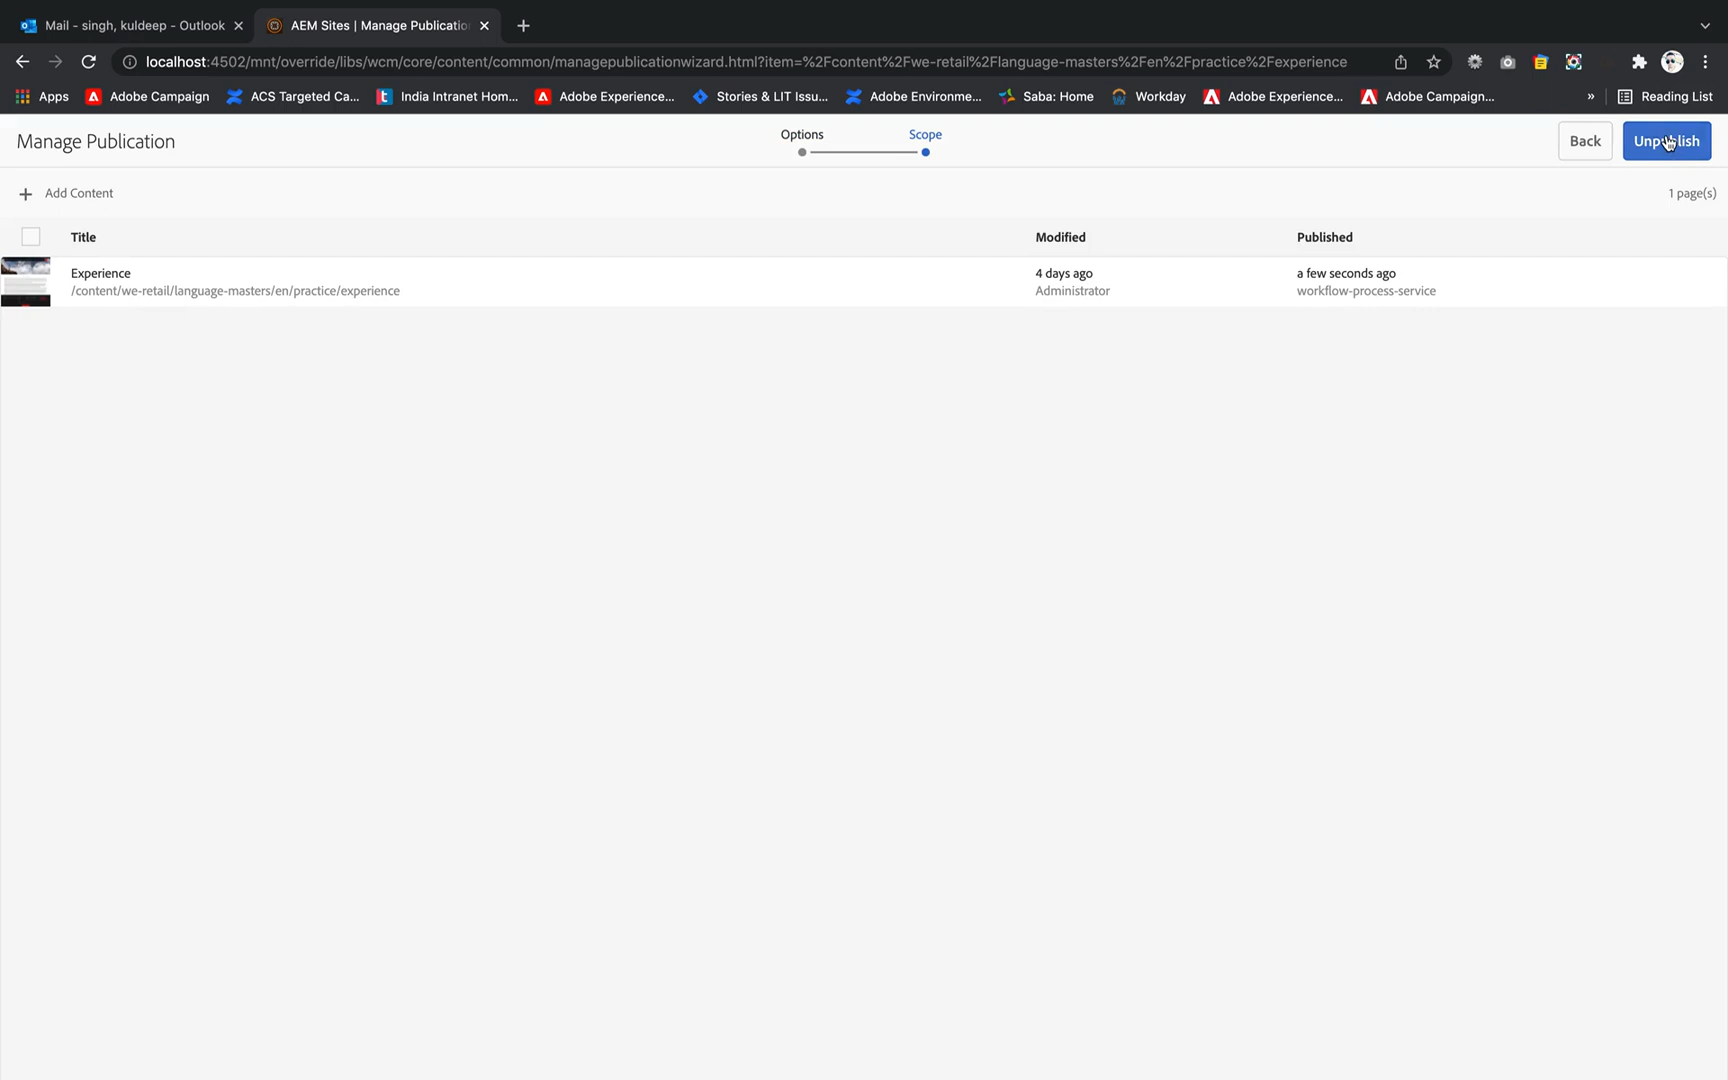 Mail - singh, kuldeep - Outlook
AEM Sites | Manage Publicatio
localhost:4502/mnt/override/libs/wcm/core/content/common/managepublicationwizard.html?item=%2Fcontent%2Fwe-retail%2Flanguage-masters%2Fen%2Fpractice%2Fexperience
Apps Adobe Campaign ACS Targeted Ca... India Intranet Hom... Adobe Experience... Stories & LIT Issu... Adobe Environme... Saba: Home Workday Adobe Experience... Adobe Campaign... » Reading List
Manage Publication
Options Scope
Back Unpublish
Add Content
1 page(s)
Title Modified Published
Experience 4 days ago a few seconds ago
/content/we-retail/language-masters/en/practice/experience Administrator workflow-process-service